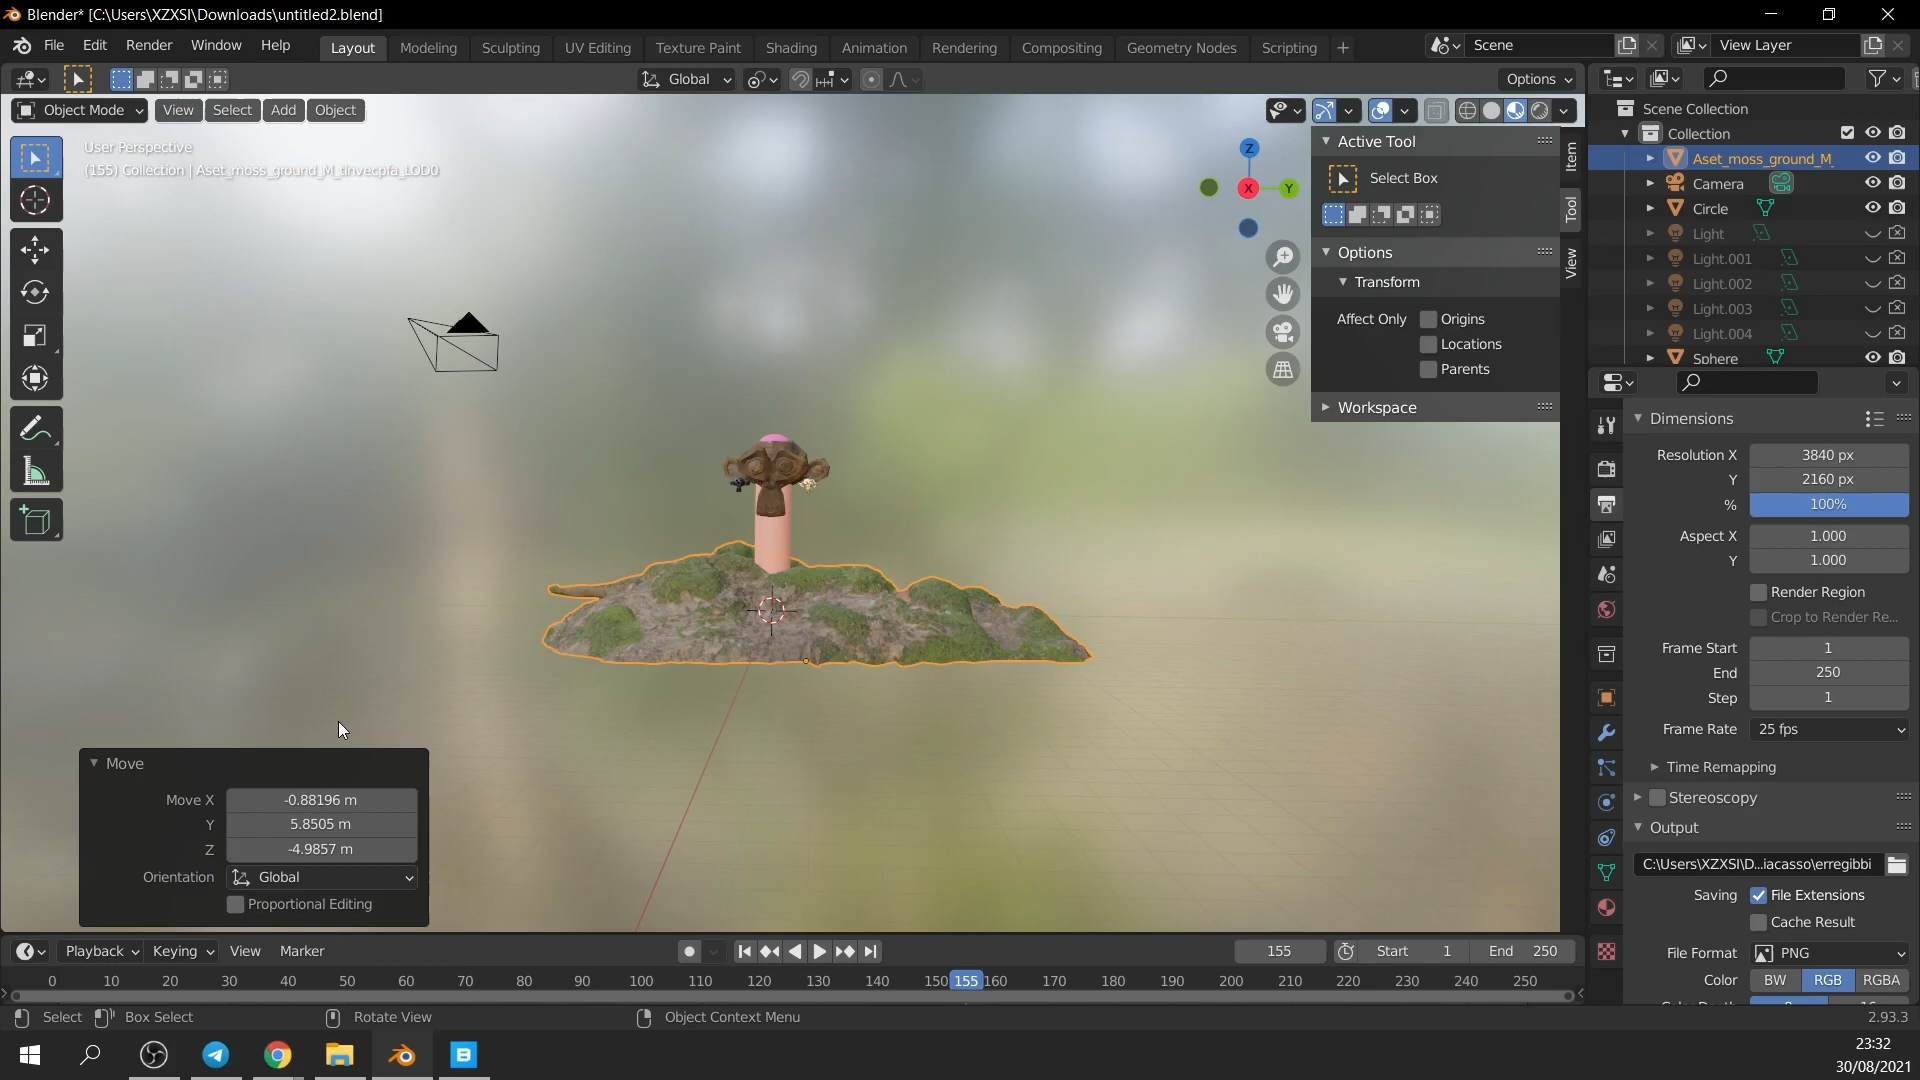 Blender* [C:\Users\XZXSI\Downloads\untitled2.blend]
File Edit Render Window Help
Layout Modeling Sculpting UV Editing Texture Paint Shading Animation Rendering Compositing Geometry Nodes Scripting +
Scene
View Layer
Global
Options
Object Mode View Select Add Object
User Perspective
(155) Collection | Aset_moss_ground_M_tlnvecpfa_LOD0
Z
X Y
Active Tool
Select Box
Options
Transform
Affect Only Origins
Locations
Parents
Workspace
Item
Tool
View
Scene Collection
Collection
Aset_moss_ground_M_
Camera
Circle
Light
Light.001
Light.002
Light.003
Light.004
Sphere
Dimensions
Resolution X 3840 px
Y 2160 px
% 100%
Aspect X 1.000
Y 1.000
Render Region
Crop to Render Re...
Frame Start 1
End 250
Step 1
Frame Rate 25 fps
Time Remapping
Stereoscopy
Output
C:\Users\XZXSI\D...iacasso\erregibbi
Saving File Extensions
Cache Result
File Format PNG
Color BW RGB RGBA
Move
Move X -0.88196 m
Y 5.8505 m
Z -4.9857 m
Orientation Global
Proportional Editing
Playback Keying View Marker
155 Start 1 End 250
0 10 20 30 40 50 60 70 80 90 100 110 120 130 140 150 155 160 170 180 190 200 210 220 230 240 250
Select Box Select Rotate View Object Context Menu 2.93.3
23:32
30/08/2021